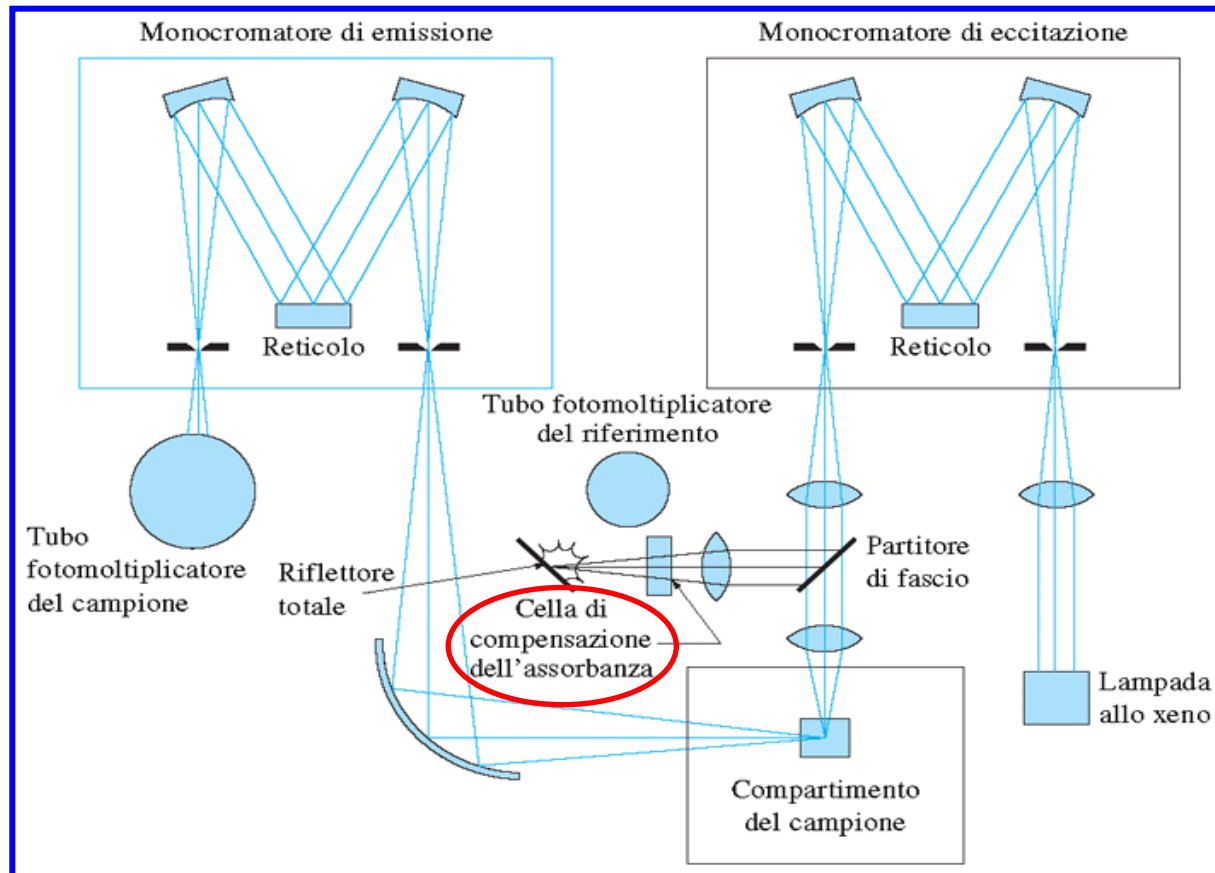 Monocromatore di emissione
Monocromatore di eccitazione
Reticolo
Reticolo
Tubo fotomoltiplicatore
del riferimento
Tubo
fotomoltiplicatore
del campione
Riflettore
totale
Partitore
di fascio
Cella di
compensazione
dell'assorbanza
Lampada
allo xeno
Compartimento
del campione